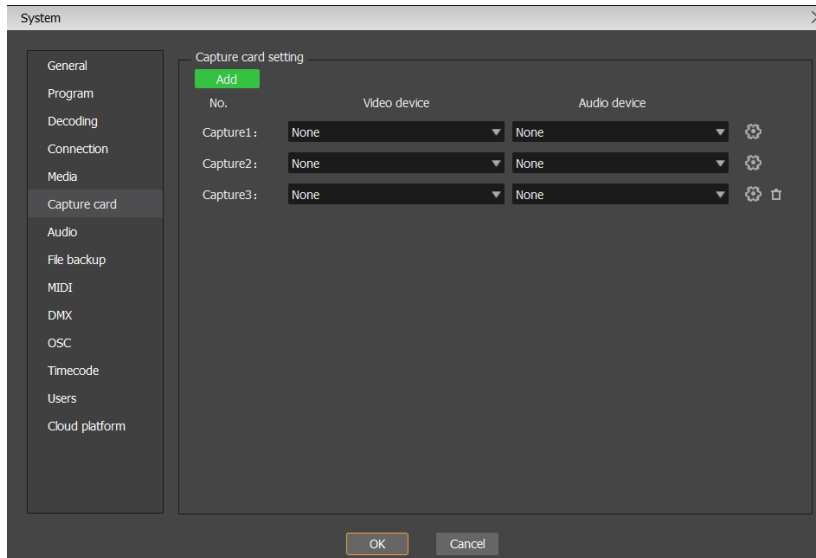 System
General
Program
Decoding
Connection
Media
Capture card
Audio
File backup
MIDI
DMX
OSC
Timecode
Users
Cloud platform
Capture card setting
Add
No. Video device Audio device
Capture1: None None
Capture2: None None
Capture3: None None
OK Cancel